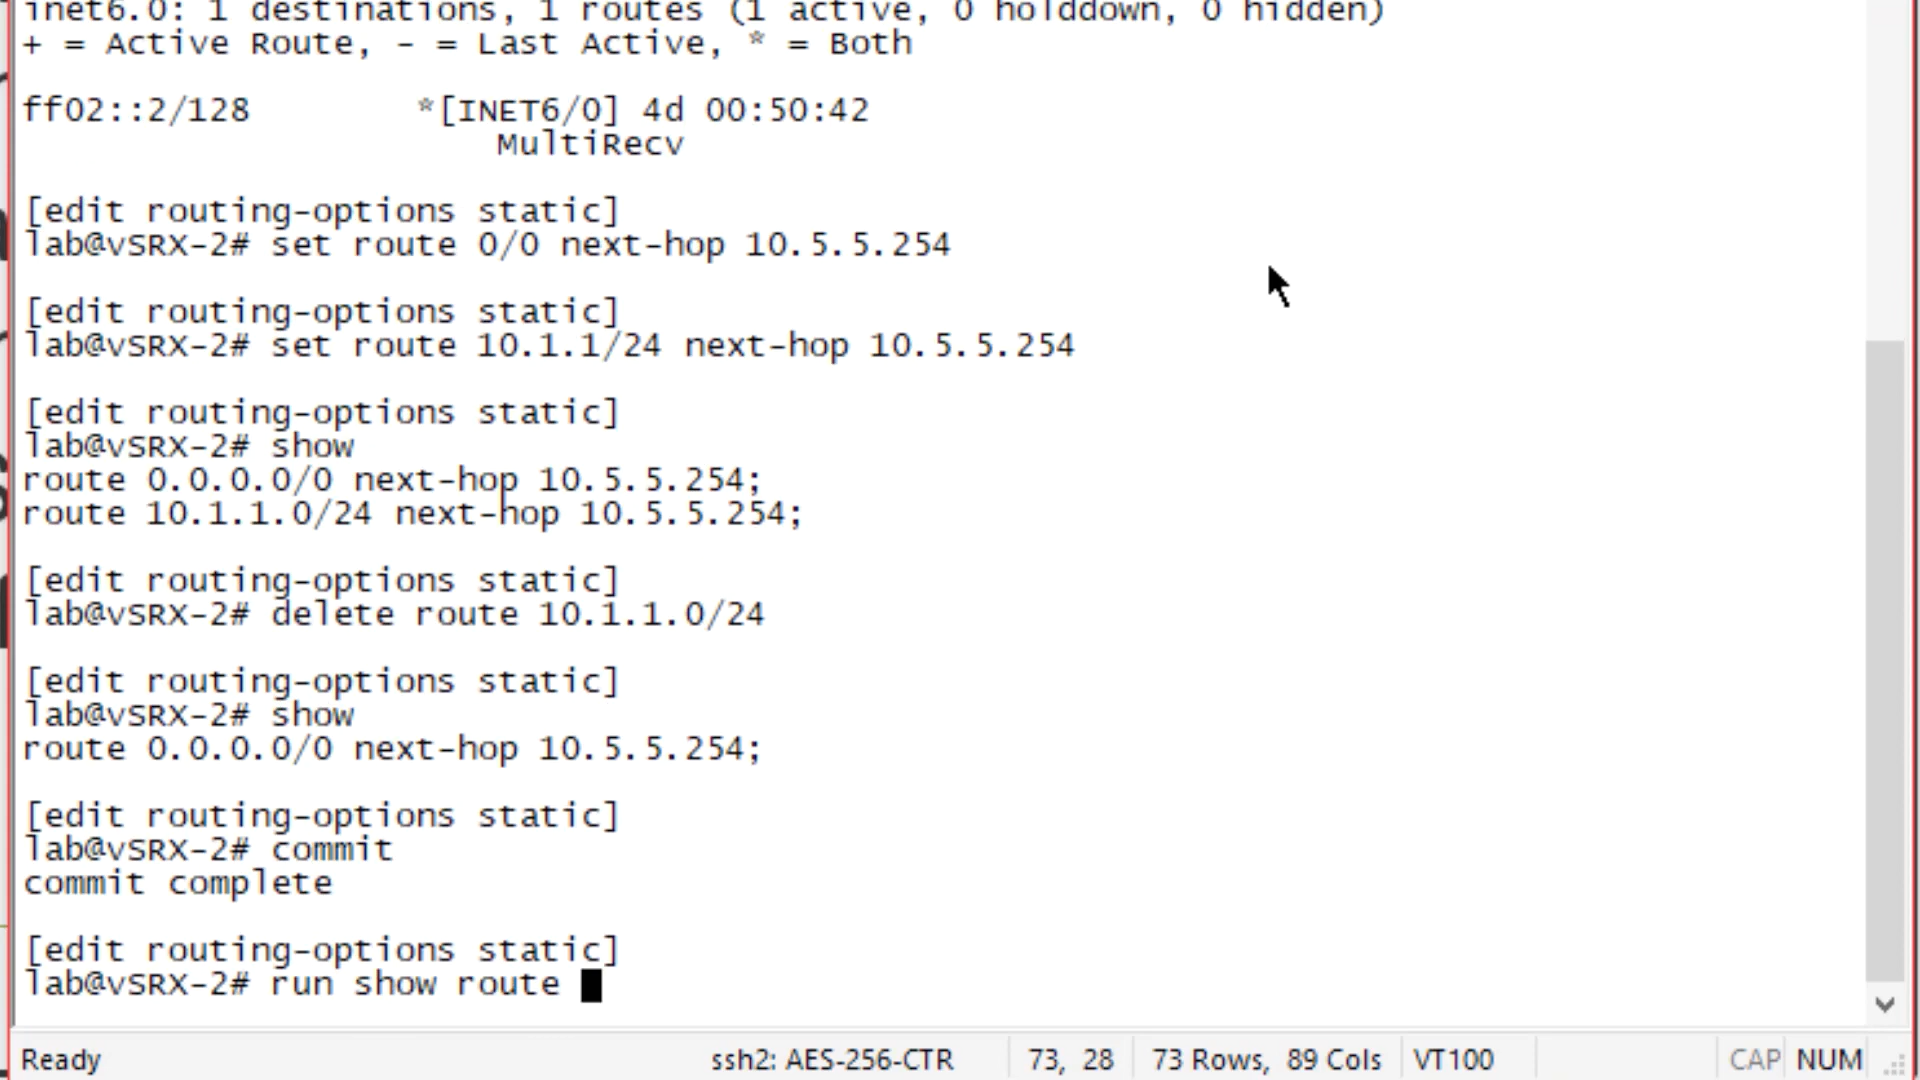 inet6.0: 1 destinations, 1 routes (1 active, 0 holddown, 0 hidden)
+ = Active Route, - = Last Active, * = Both
ff02::2/128 *[INET6/0] 4d 00:50:42
MultiRecv
[edit routing-options static]
lab@vSRX-2# set route 0/0 next-hop 10.5.5.254
[edit routing-options static]
lab@vSRX-2# set route 10.1.1/24 next-hop 10.5.5.254
[edit routing-options static]
lab@vSRX-2# show
route 0.0.0.0/0 next-hop 10.5.5.254;
route 10.1.1.0/24 next-hop 10.5.5.254;
[edit routing-options static]
lab@vSRX-2# delete route 10.1.1.0/24
[edit routing-options static]
lab@vSRX-2# show
route 0.0.0.0/0 next-hop 10.5.5.254;
[edit routing-options static]
lab@vSRX-2# commit
commit complete
[edit routing-options static]
lab@vSRX-2# run show route
Ready ssh2: AES-256-CTR 73, 28 73 Rows, 89 Cols VT100 CAP NUM